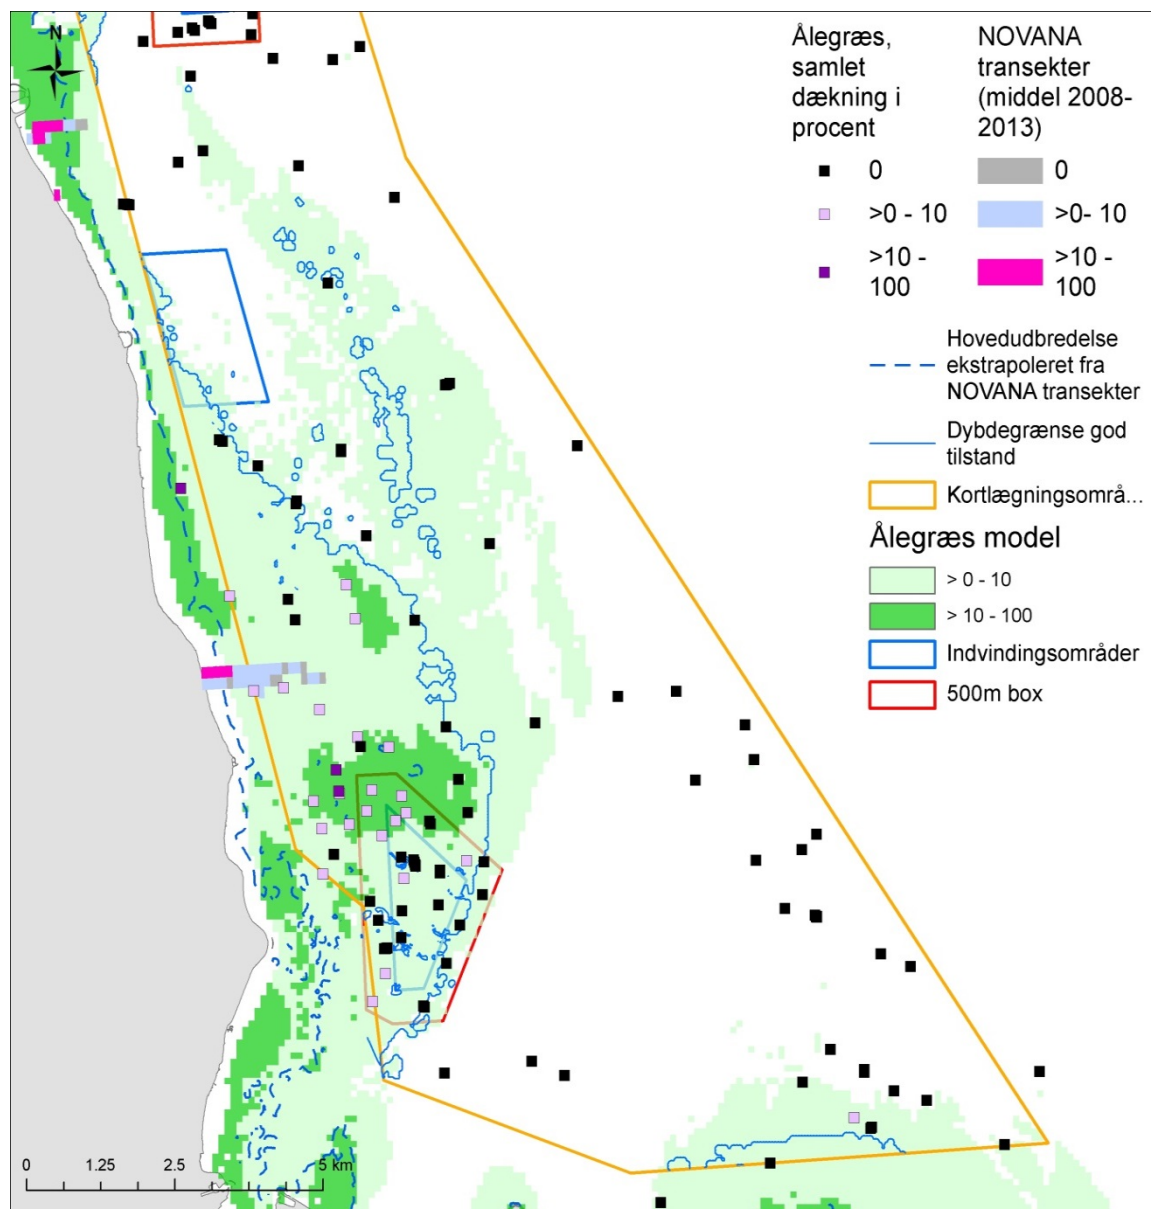 N
Ålegræs,
samlet
dækning i
procent
0
>0 - 10
>10 -
100
NOVANA
transekter
(middel 2008-
2013)
0
>0- 10
>10 -
100
Hovedudbredelse
ekstrapoleret fra
NOVANA transekter
Dybdegrænse god
tilstand
Kortlægningsområ...
Ålegræs model
> 0 - 10
> 10 - 100
Indvindingsområder
500m box
0 1.25 2.5 5 km